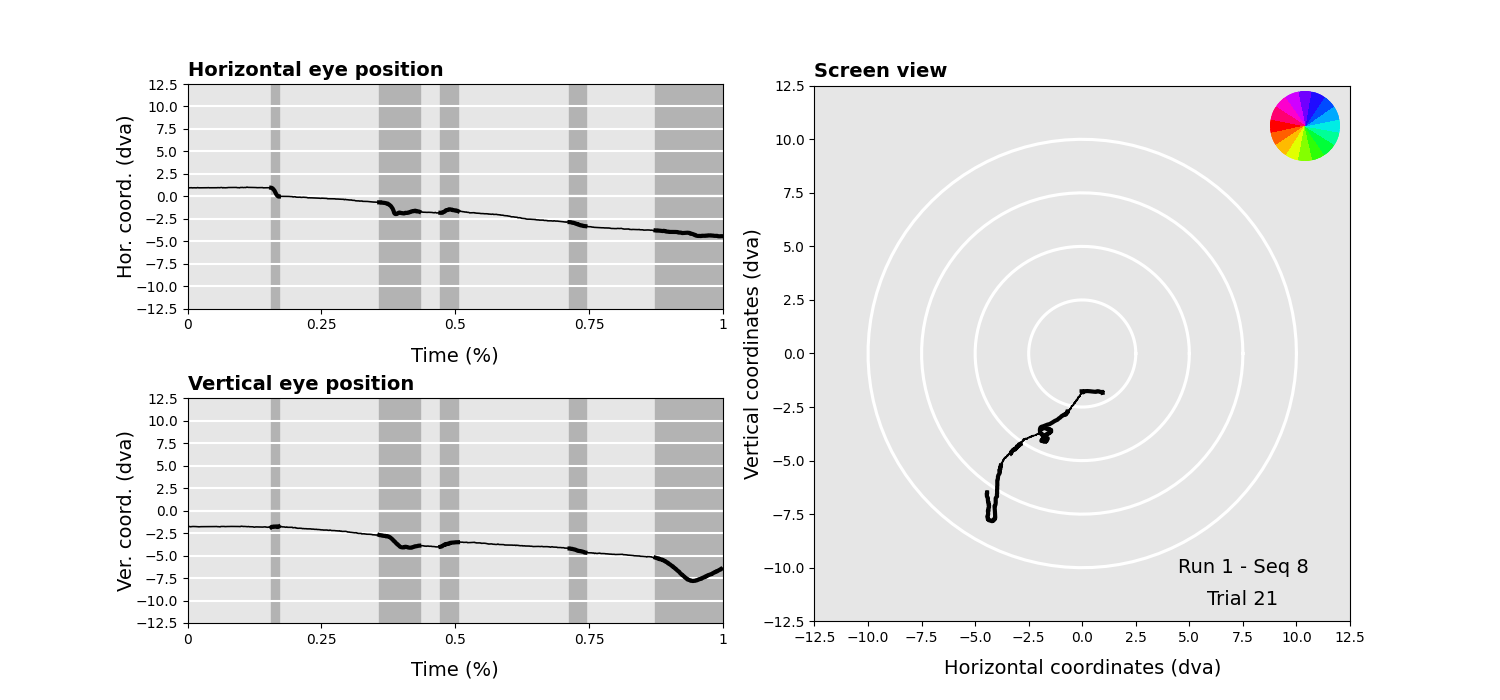 Horizontal eye position
Hor. coord. (dva)
12.5
10.0
7.5
5.0
2.5
0.0
−2.5
−5.0
−7.5
−10.0
−12.5
0 0.25 0.5 0.75 1
Time (%)
Vertical eye position
Ver. coord. (dva)
12.5
10.0
7.5
5.0
2.5
0.0
−2.5
−5.0
−7.5
−10.0
−12.5
0 0.25 0.5 0.75 1
Time (%)
Screen view
Vertical coordinates (dva)
12.5
10.0
7.5
5.0
2.5
0.0
−2.5
−5.0
−7.5
−10.0
−12.5
Run 1 - Seq 8
Trial 21
−12.5 −10.0 −7.5 −5.0 −2.5 0.0 2.5 5.0 7.5 10.0 12.5
Horizontal coordinates (dva)